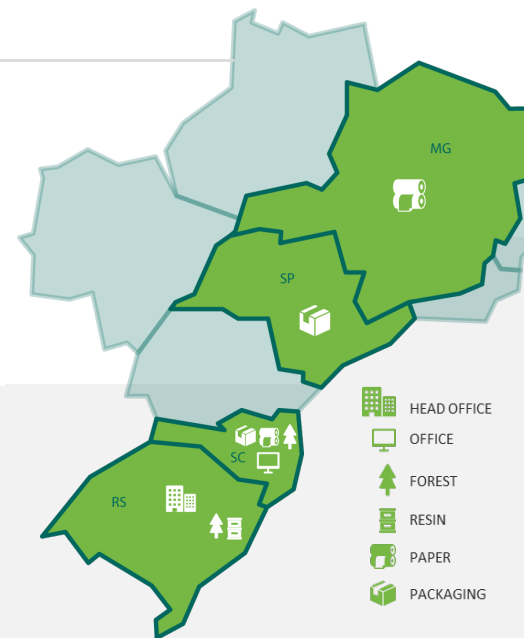 MG
SP
SC
RS
HEAD OFFICE
OFFICE
FOREST
RESIN
PAPER
PACKAGING